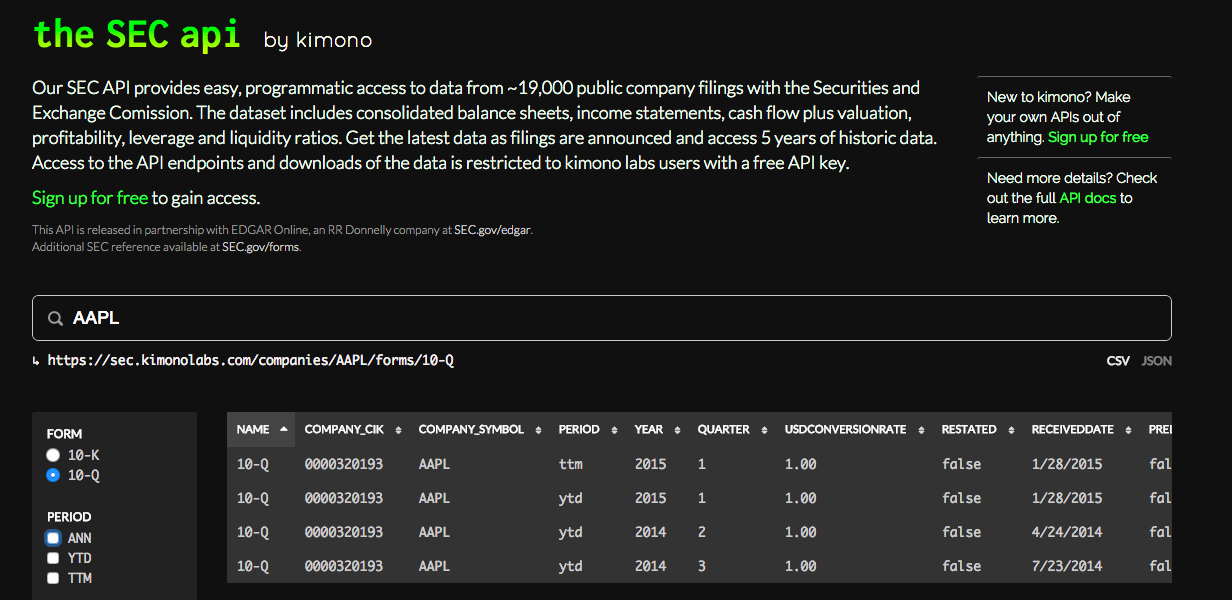 the SEC api by kimono
Our SEC API provides easy, programmatic access to data from ~19,000 public company filings with the Securities and
Exchange Comission. The dataset includes consolidated balance sheets, income statements, cash flow plus valuation,
profitability, leverage and liquidity ratios. Get the latest data as filings are announced and access 5 years of historic data.
Access to the API endpoints and downloads of the data is restricted to kimono labs users with a free API key.
Sign up for free to gain access.
This API is released in partnership with EDGAR Online, an RR Donnelly company at SEC.gov/edgar.
Additional SEC reference available at SEC.gov/forms.
New to kimono? Make
your own APIs out of
anything. Sign up for free
Need more details? Check
out the full API docs to
learn more.
AAPL
↳ https://sec.kimonolabs.com/companies/AAPL/forms/10-Q
CSV JSON
FORM
10-K
10-Q
PERIOD
ANN
YTD
TTM
NAME COMPANY_CIK COMPANY_SYMBOL PERIOD YEAR QUARTER USDCONVERSIONRATE RESTATED RECEIVEDDATE PREL
10-Q 0000320193 AAPL ttm 2015 1 1.00 false 1/28/2015 fal
10-Q 0000320193 AAPL ytd 2015 1 1.00 false 1/28/2015 fal
10-Q 0000320193 AAPL ytd 2014 2 1.00 false 4/24/2014 fal
10-Q 0000320193 AAPL ytd 2014 3 1.00 false 7/23/2014 fal